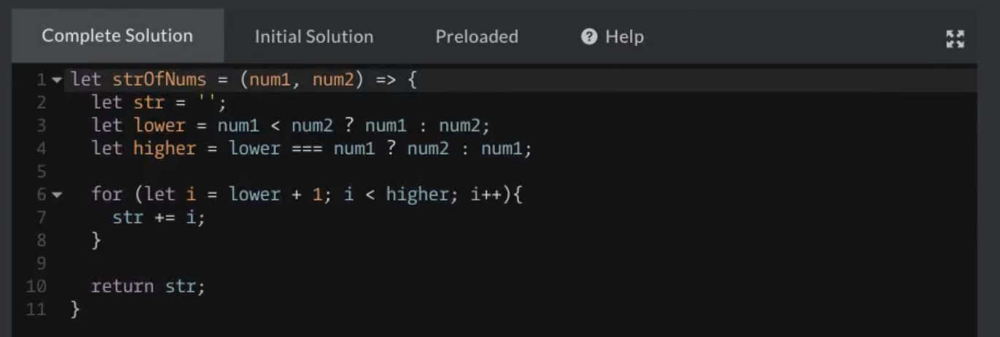 Complete Solution Initial Solution Preloaded ? Help
1 let strOfNums = (num1, num2) => {
2 let str = '';
3 let lower = num1 < num2 ? num1 : num2;
4 let higher = lower === num1 ? num2 : num1;
5
6 for (let i = lower + 1; i < higher; i++){
7 str += i;
8 }
9
10 return str;
11 }